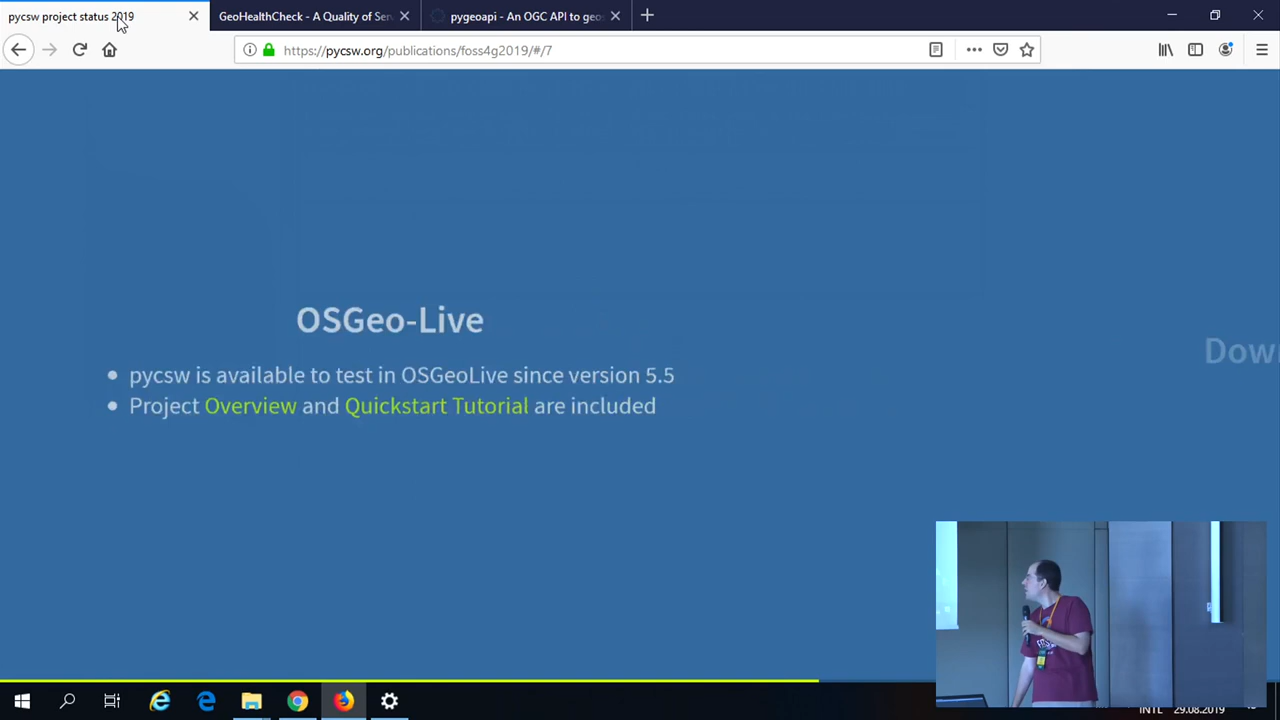 pycsw project status 2019
GeoHealthCheck - A Quality of Ser
pygeoapi - An OGC API to geos
https://pycsw.org/publications/foss4g2019/#/7
OSGeo-Live
pycsw is available to test in OSGeoLive since version 5.5
Project Overview and Quickstart Tutorial are included
Dow
INTL 29.08.2019